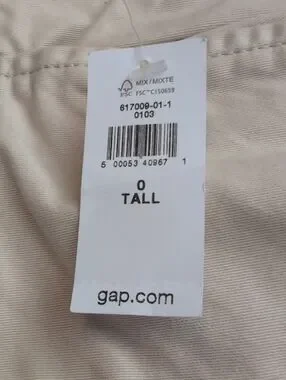 MIX / MIXTE
FSC FSC™ C150659
617009-01-1
0103
5 00053 40967 1
0
TALL
gap.com